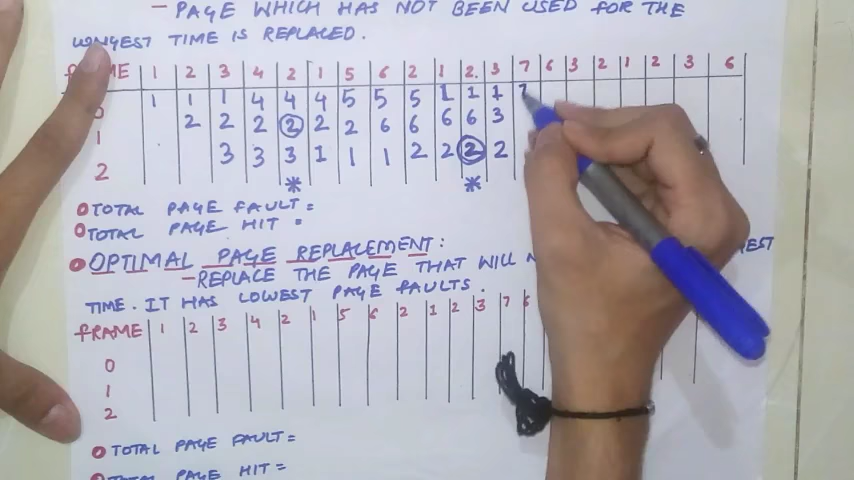 - PAGE WHICH HAS NOT BEEN USED FOR THE
LONGEST TIME IS REPLACED.
FRAME 1 2 3 4 2 1 5 6 2 1 2 3 7 6 3 2 1 2 3 6
0 1 1 1 4 4 4 5 5 5 1 1 1 7
1 2 2 2 2 2 2 6 6 6 6 3
2 3 3 3 1 1 1 2 2 2 2
* *
TOTAL PAGE FAULT =
TOTAL PAGE HIT =
OPTIMAL PAGE REPLACEMENT:
- REPLACE THE PAGE THAT WILL
TIME. IT HAS LOWEST PAGE FAULTS.
FRAME 1 2 3 4 2 1 5 6 2 1 2 3 7 6
0
1
2
TOTAL PAGE FAULT =
TOTAL PAGE HIT =